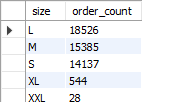 size order_count
L 18526
M 15385
S 14137
XL 544
XXL 28